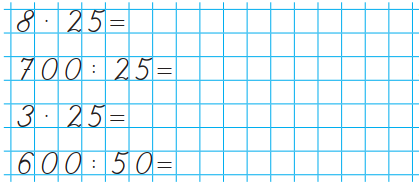 8 · 25=
700 : 25=
3 · 25=
600 : 50=